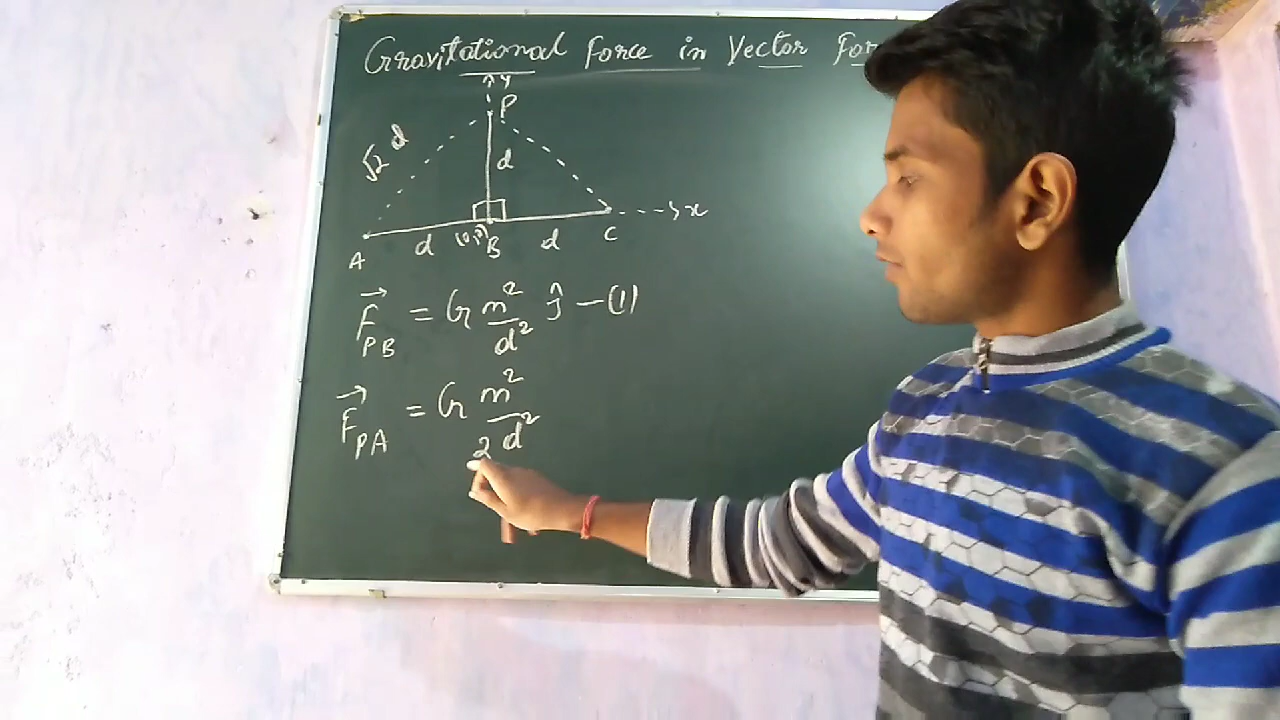 Gravitational Force in Vector For
y
P
√2 d
d
x
A d (0,0) B d C
F⃗PB = G m²/d² ĵ —(1)
F⃗PA = G m²/2d²